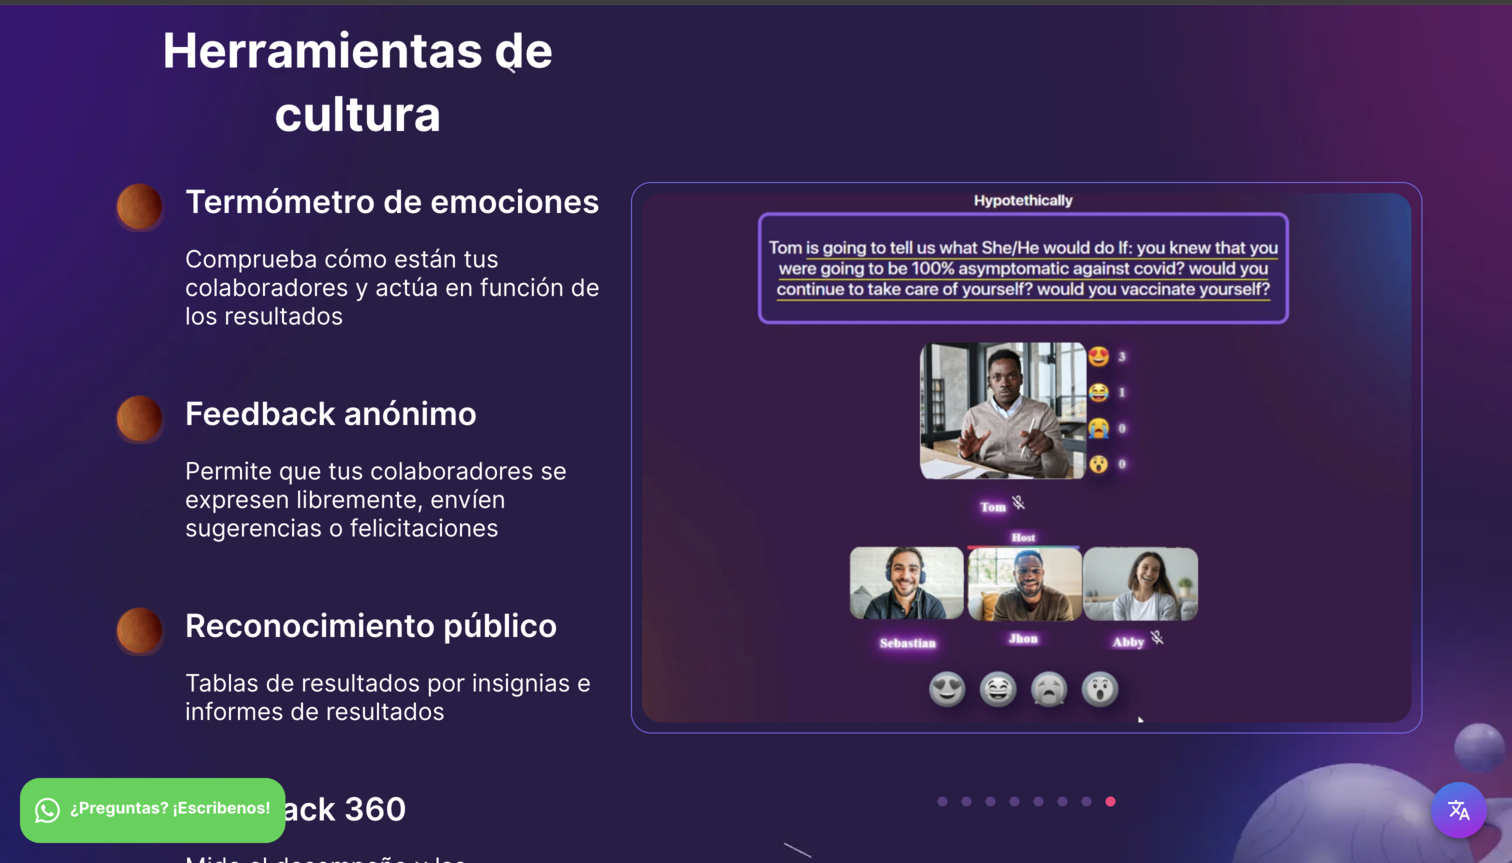 Herramientas de
cultura
Termómetro de emociones
Comprueba cómo están tus
colaboradores y actúa en función de
los resultados
Feedback anónimo
Permite que tus colaboradores se
expresen libremente, envíen
sugerencias o felicitaciones
Reconocimiento público
Tablas de resultados por insignias e
informes de resultados
ack 360
¿Preguntas? ¡Escribenos!
Hypotethically
Tom is going to tell us what She/He would do If: you knew that you
were going to be 100% asymptomatic against covid? would you
continue to take care of yourself? would you vaccinate yourself?
3
1
0
0
Tom
Host
Sebastian
Jhon
Abby